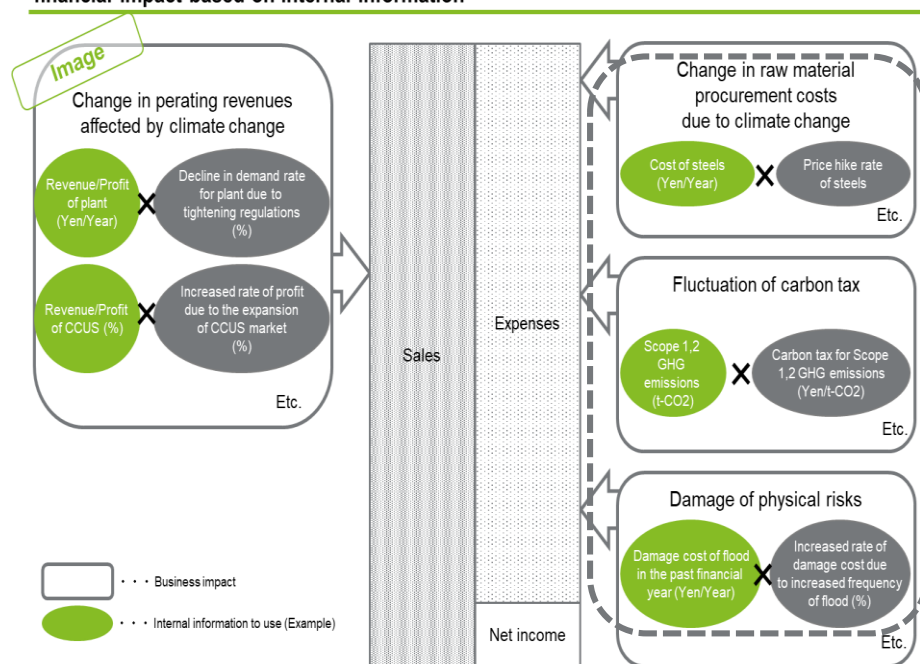 financial impact based on internal information
Image
Change in perating revenues
affected by climate change
Revenue/Profit
of plant
(Yen/Year)
×
Decline in demand rate
for plant due to
tightening regulations
(%)
Revenue/Profit
of CCUS (%)
×
Increased rate of profit
due to the expansion
of CCUS market
(%)
Etc.
Sales
Expenses
Net income
Change in raw material
procurement costs
due to climate change
Cost of steels
(Yen/Year)
×
Price hike rate
of steels
Etc.
Fluctuation of carbon tax
Scope 1,2
GHG
emissions
(t-CO2)
×
Carbon tax for Scope
1,2 GHG emissions
(Yen/t-CO2)
Etc.
Damage of physical risks
Damage cost of flood
in the past financial
year (Yen/Year)
×
Increased rate of
damage cost due
to increased frequency
of flood (%)
Etc.
・・・Business impact
・・・Internal information to use (Example)